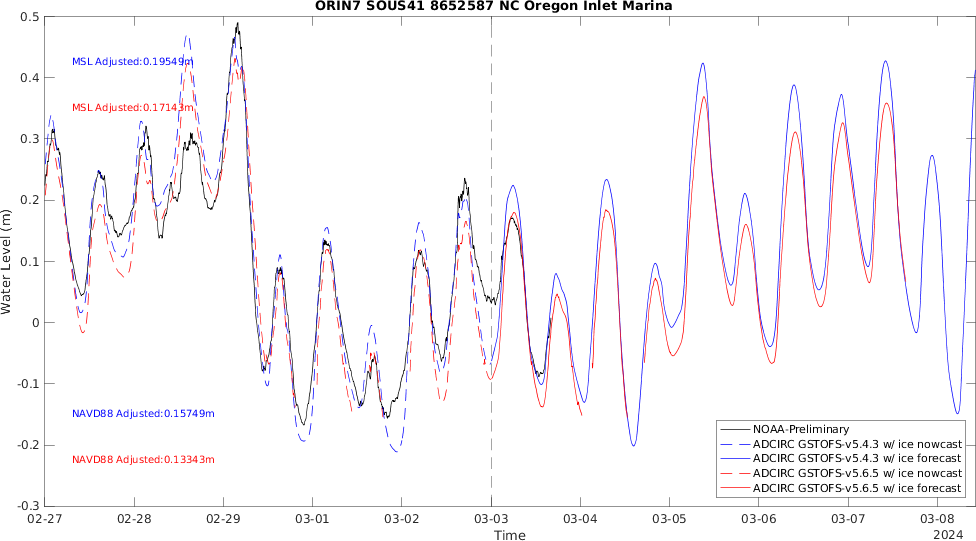 ORIN7 SOUS41 8652587 NC Oregon Inlet Marina
0.5
0.4
0.3
0.2
0.1
0
-0.1
-0.2
-0.3
Water Level (m)
MSL Adjusted:0.19549m
MSL Adjusted:0.17143m
NAVD88 Adjusted:0.15749m
NAVD88 Adjusted:0.13343m
NOAA-Preliminary
ADCIRC GSTOFS-v5.4.3 w/ ice nowcast
ADCIRC GSTOFS-v5.4.3 w/ ice forecast
ADCIRC GSTOFS-v5.6.5 w/ ice nowcast
ADCIRC GSTOFS-v5.6.5 w/ ice forecast
02-27 02-28 02-29 03-01 03-02 03-03 03-04 03-05 03-06 03-07 03-08
2024
Time